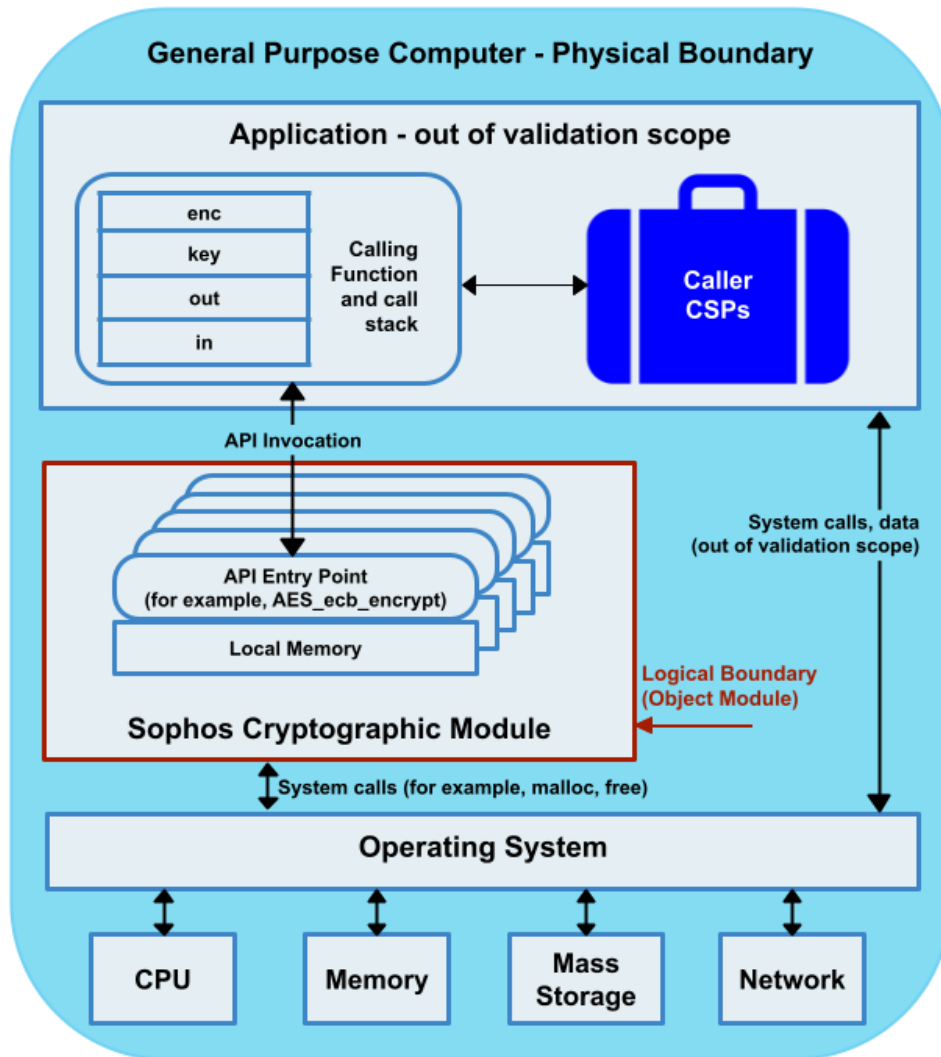 General Purpose Computer - Physical Boundary
Application - out of validation scope
enc
key
out
in
Calling
Function
and call
stack
Caller
CSPs
API Invocation
System calls, data
(out of validation scope)
API Entry Point
(for example, AES_ecb_encrypt)
Local Memory
Logical Boundary
(Object Module)
Sophos Cryptographic Module
System calls (for example, malloc, free)
Operating System
CPU
Memory
Mass
Storage
Network